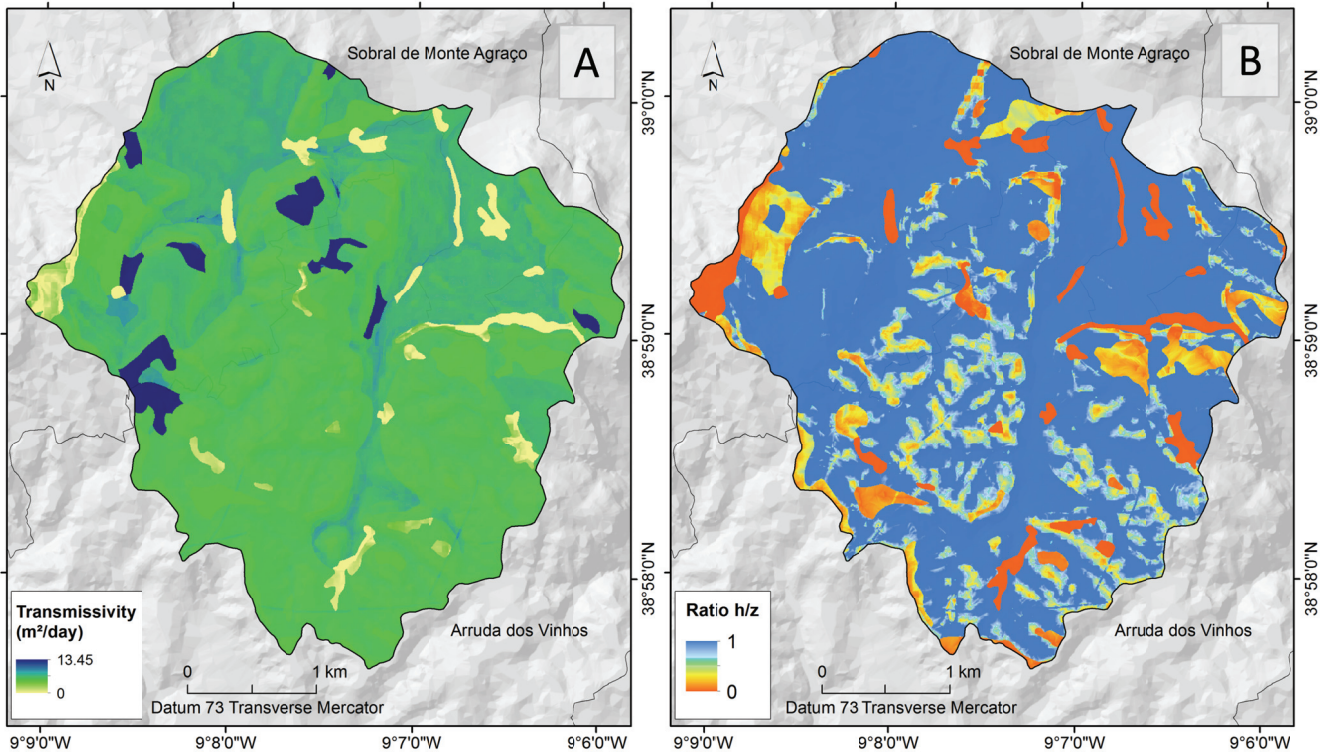 Sobral de Monte Agraço
A
N
39°0'0"N
38°59'0"N
38°58'0"N
Transmissivity
(m²/day)
13.45
0
Arruda dos Vinhos
0 1 km
Datum 73 Transverse Mercator
9°9'0"W 9°8'0"W 9°7'0"W 9°6'0"W
Sobral de Monte Agraço
B
N
39°0'0"N
38°59'0"N
38°58'0"N
Ratio h/z
1
0
Arruda dos Vinhos
0 1 km
Datum 73 Transverse Mercator
9°9'0"W 9°8'0"W 9°7'0"W 9°6'0"W